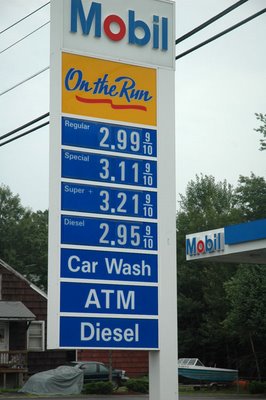 Mobil
On the Run
Regular
2.99 9/10
Special
3.11 9/10
Super +
3.21 9/10
Diesel
2.95 9/10
Car Wash
ATM
Diesel
Mobil